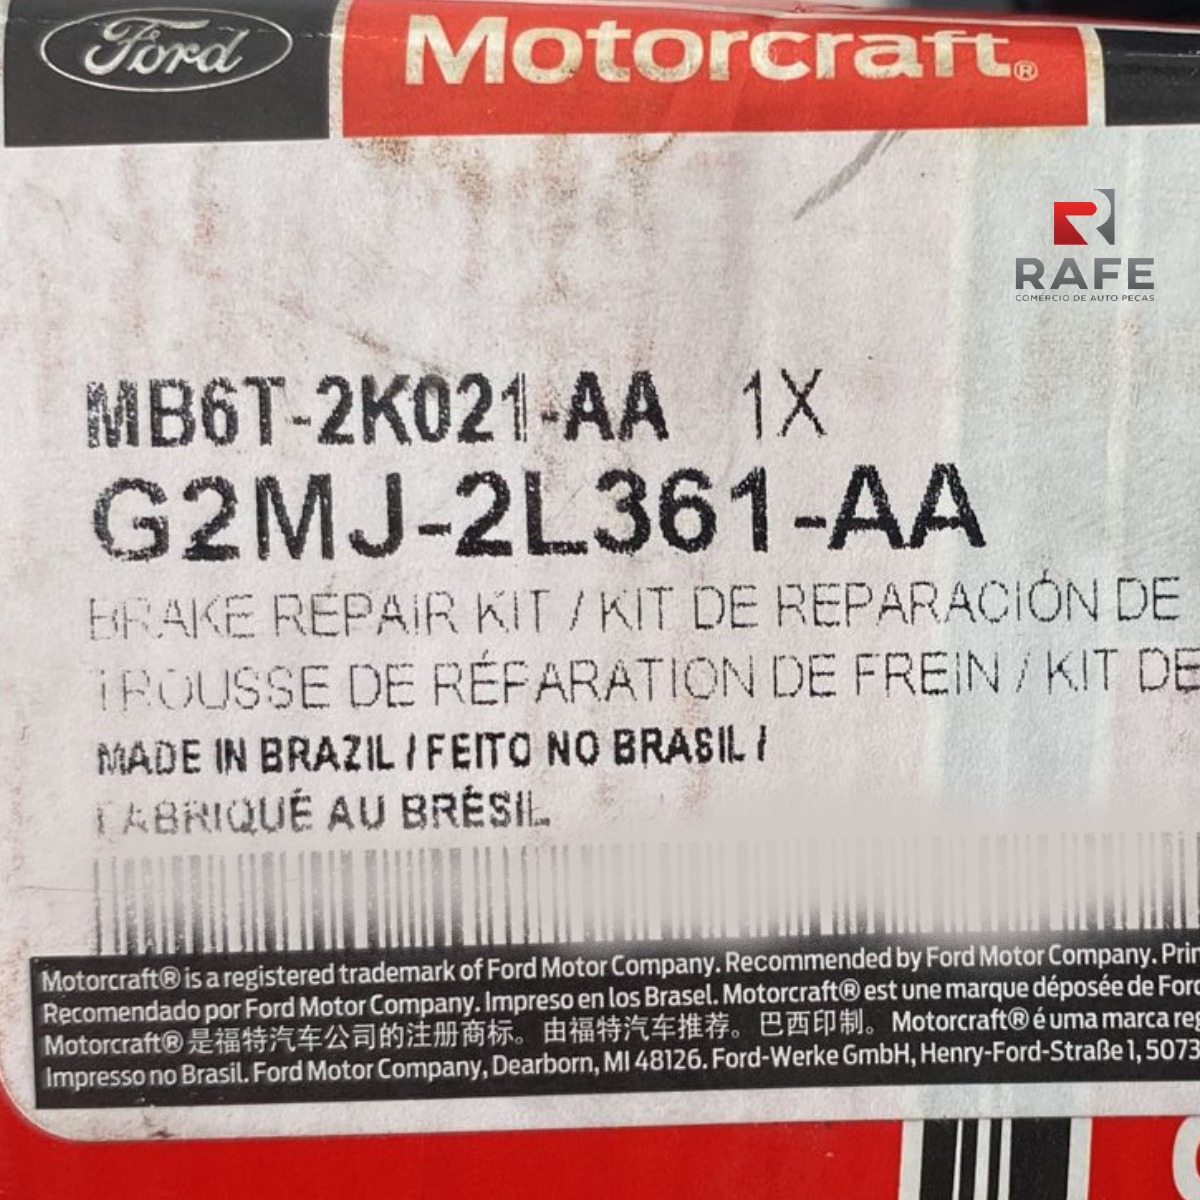 Ford Motorcraft®
RAFE
COMÉRCIO DE AUTO PEÇAS
MB6T-2K021-AA 1X
G2MJ-2L361-AA
BRAKE REPAIR KIT / KIT DE REPARACIÓN DE
TROUSSE DE RÉPARATION DE FREIN / KIT DE
MADE IN BRAZIL / FEITO NO BRASIL /
FABRIQUÉ AU BRÉSIL
Motorcraft® is a registered trademark of Ford Motor Company. Recommended by Ford Motor Company. Prin
Recomendado por Ford Motor Company. Impreso en los Brasel. Motorcraft® est une marque déposée de Ford
Motorcraft® 是福特汽车公司的注册商标。由福特汽车推荐。巴西印制。Motorcraft® é uma marca reg
Impresso no Brasil. Ford Motor Company, Dearborn, MI 48126. Ford-Werke GmbH, Henry-Ford-Straße 1, 5073